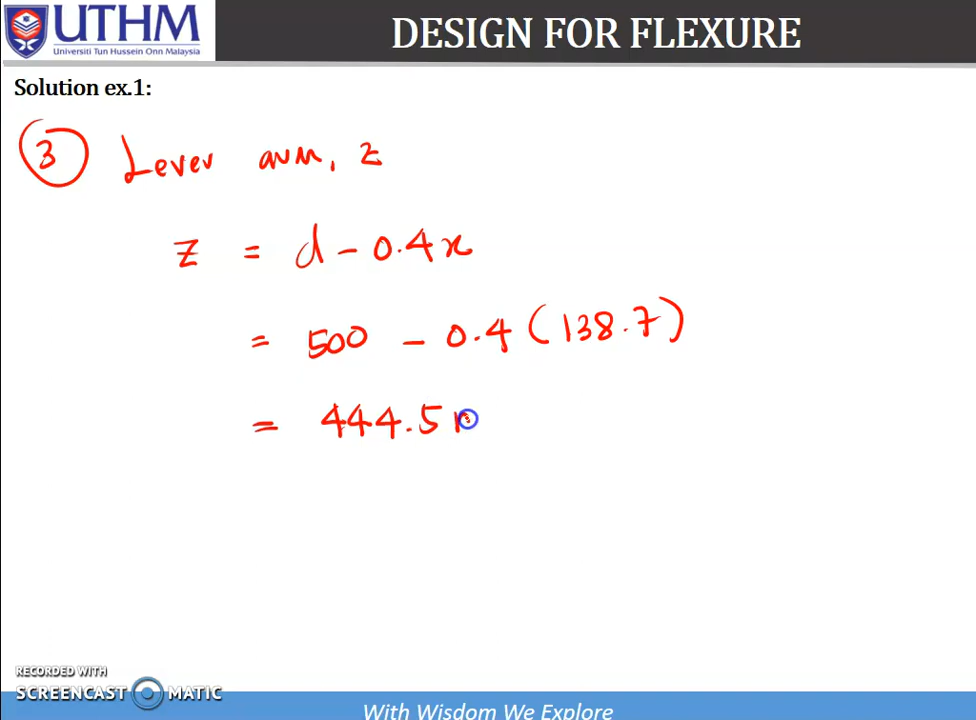 UTHM
Universiti Tun Hussein Onn Malaysia
DESIGN FOR FLEXURE
Solution ex.1:
3 Lever arm, z
z = d - 0.4x
= 500 - 0.4 (138.7)
= 444.5
RECORDED WITH
SCREENCAST MATIC
With Wisdom We Explore